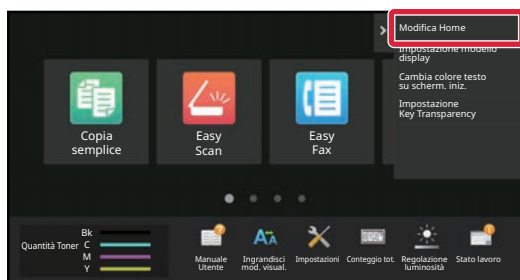 Modifica Home
Impostazione modello
display
Cambia colore testo
su scherm. iniz.
Impostazione
Key Transparency
Copia
semplice
Easy
Scan
Easy
Fax
Quantità Toner
Bk
C
M
Y
Manuale
Utente
Ingrandisci
mod. visual.
Impostazioni
Conteggio tot.
Regolazione
luminosità
Stato lavoro